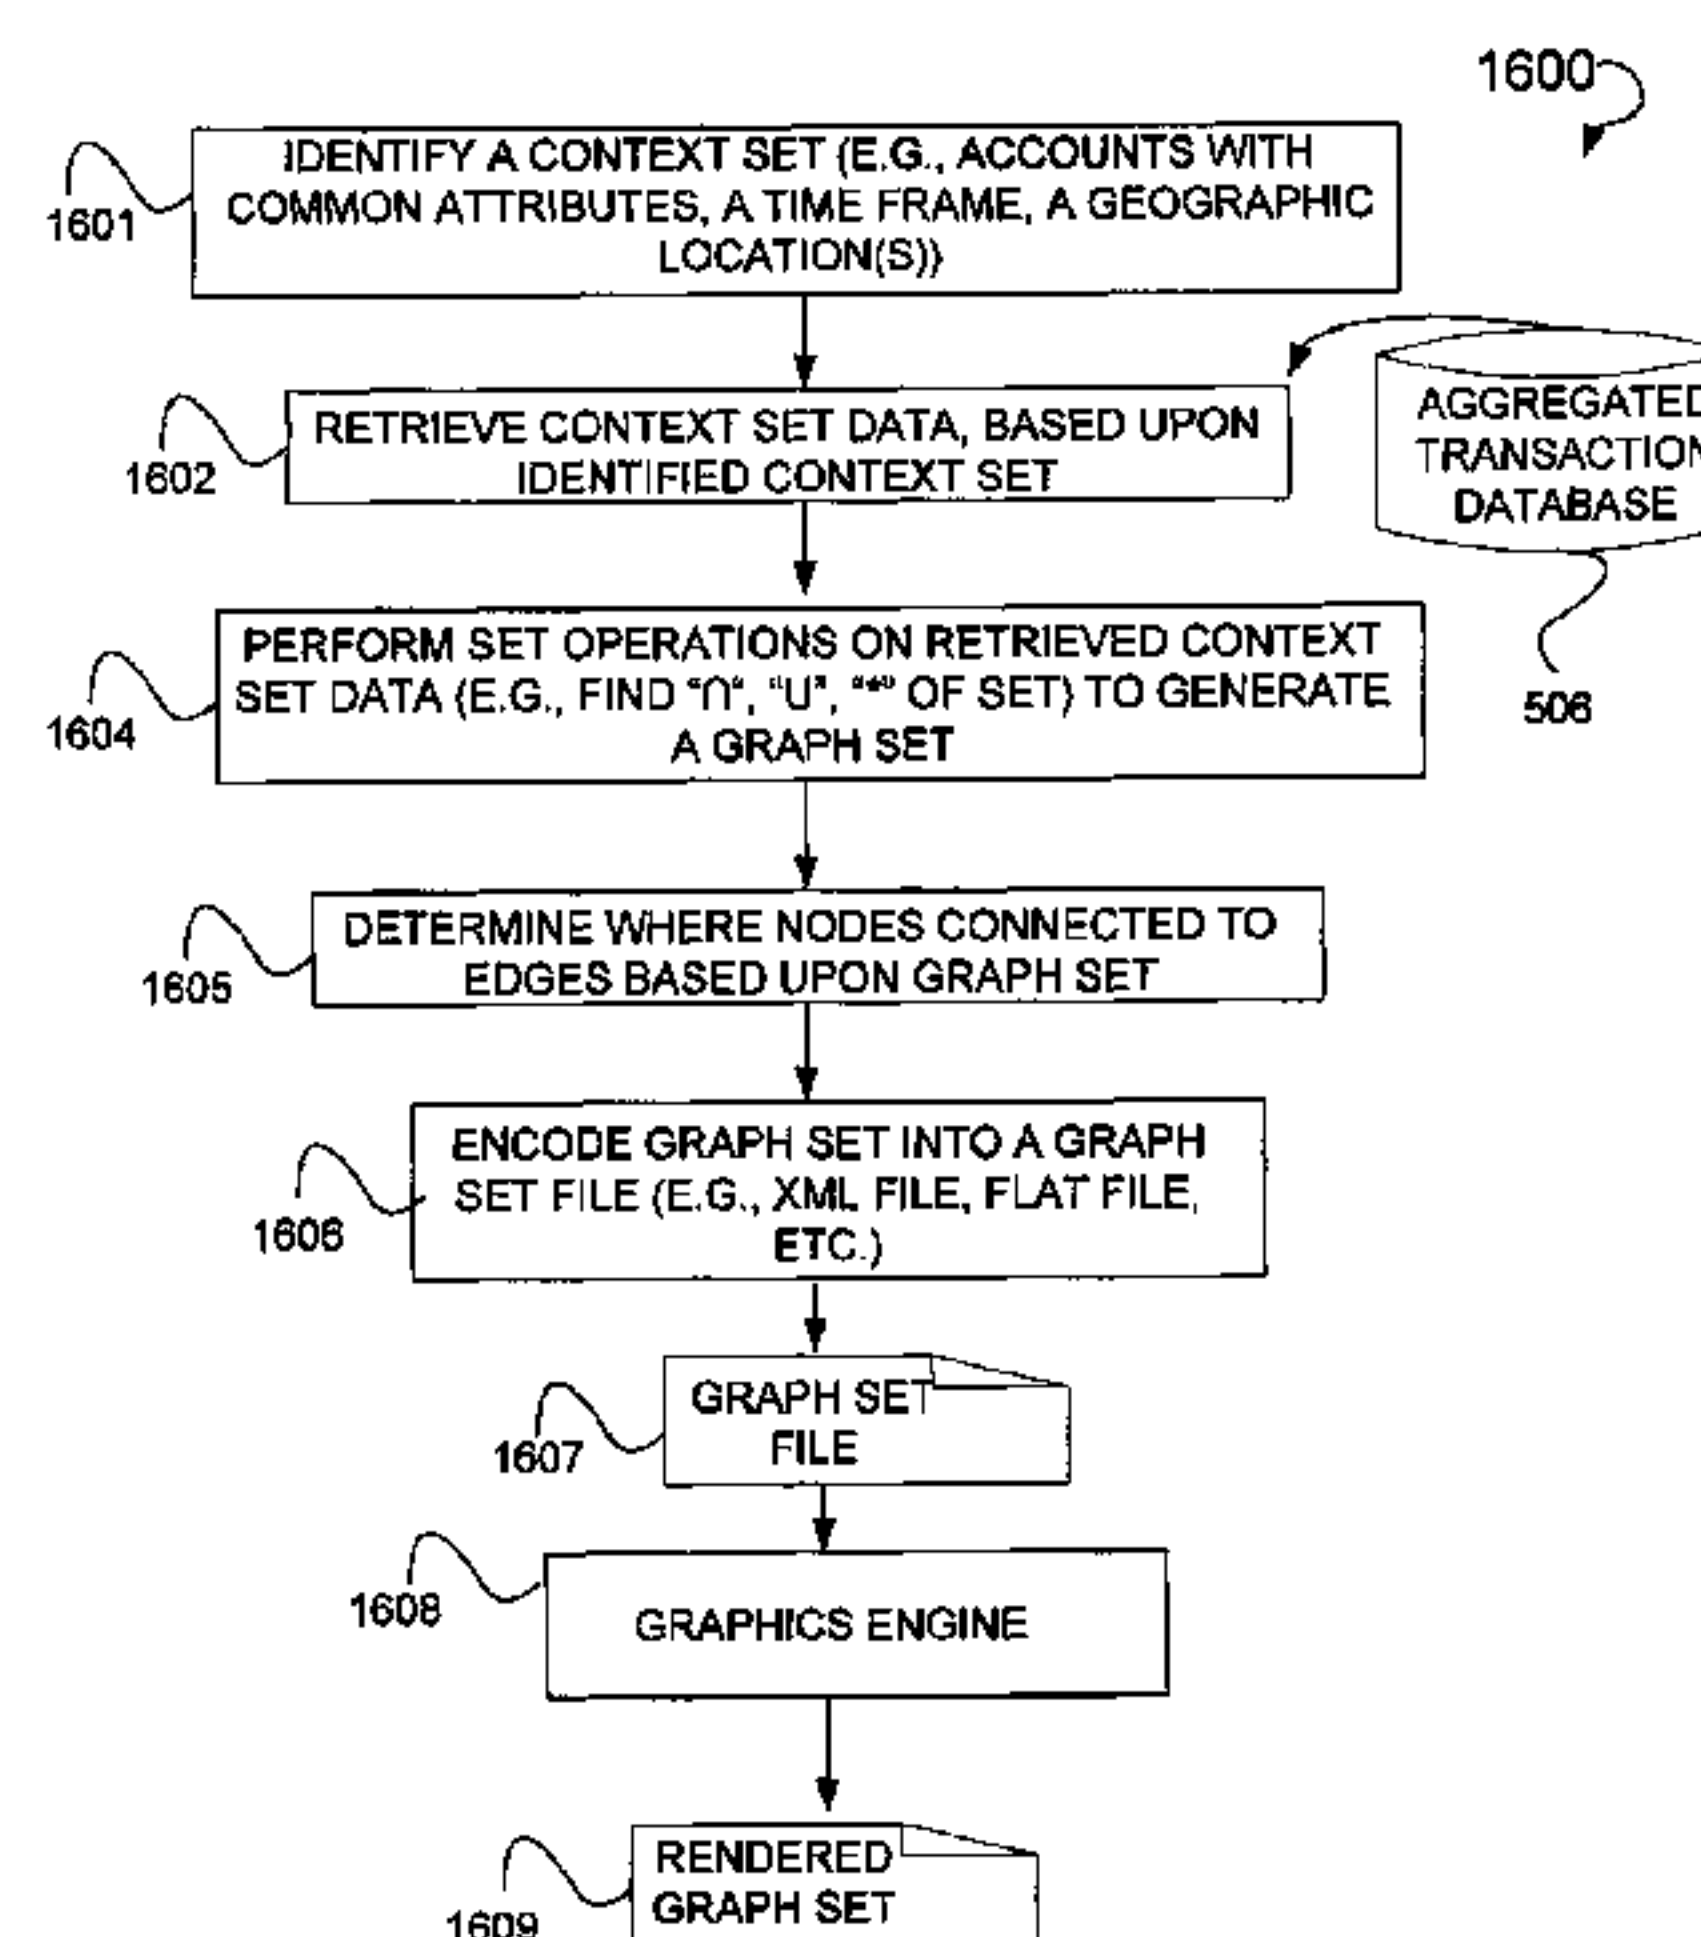 1600
IDENTIFY A CONTEXT SET (E.G., ACCOUNTS WITH
COMMON ATTRIBUTES, A TIME FRAME, A GEOGRAPHIC
LOCATION(S))
1601
RETRIEVE CONTEXT SET DATA, BASED UPON
IDENTIFIED CONTEXT SET
1602
AGGREGATED
TRANSACTION
DATABASE
506
PERFORM SET OPERATIONS ON RETRIEVED CONTEXT
SET DATA (E.G., FIND "∩", "U", "*" OF SET) TO GENERATE
A GRAPH SET
1604
DETERMINE WHERE NODES CONNECTED TO
EDGES BASED UPON GRAPH SET
1605
ENCODE GRAPH SET INTO A GRAPH
SET FILE (E.G., XML FILE, FLAT FILE,
ETC.)
1606
GRAPH SET
FILE
1607
GRAPHICS ENGINE
1608
RENDERED
GRAPH SET
1609